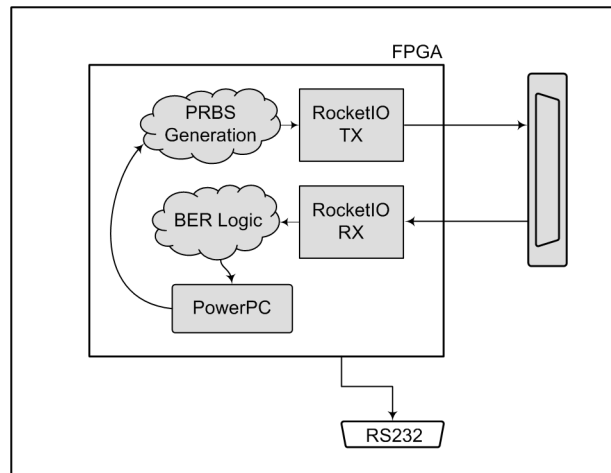 FPGA
PRBS
Generation
RocketIO
TX
BER Logic
RocketIO
RX
PowerPC
RS232